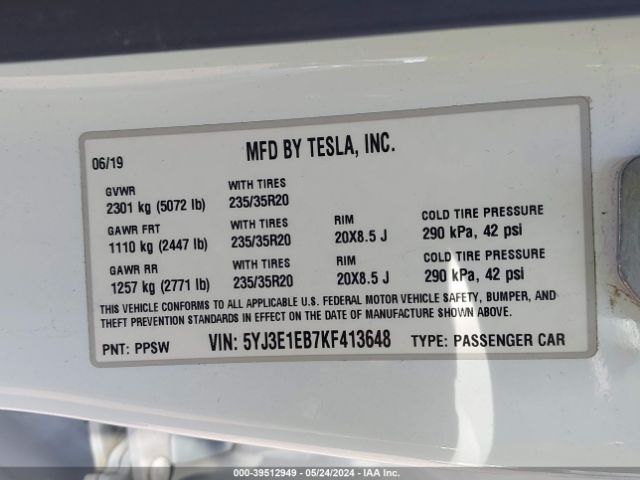 MFD BY TESLA, INC.
06/19
GVWR WITH TIRES
2301 kg (5072 lb) 235/35R20
GAWR FRT WITH TIRES RIM COLD TIRE PRESSURE
1110 kg (2447 lb) 235/35R20 20X8.5 J 290 kPa, 42 psi
GAWR RR WITH TIRES RIM COLD TIRE PRESSURE
1257 kg (2771 lb) 235/35R20 20X8.5 J 290 kPa, 42 psi
THIS VEHICLE CONFORMS TO ALL APPLICABLE U.S. FEDERAL MOTOR VEHICLE SAFETY, BUMPER, AND
THEFT PREVENTION STANDARDS IN EFFECT ON THE DATE OF MANUFACTURE SHOWN ABOVE.
PNT: PPSW VIN: 5YJ3E1EB7KF413648 TYPE: PASSENGER CAR
000-39512949 - 05/24/2024 - IAA Inc.